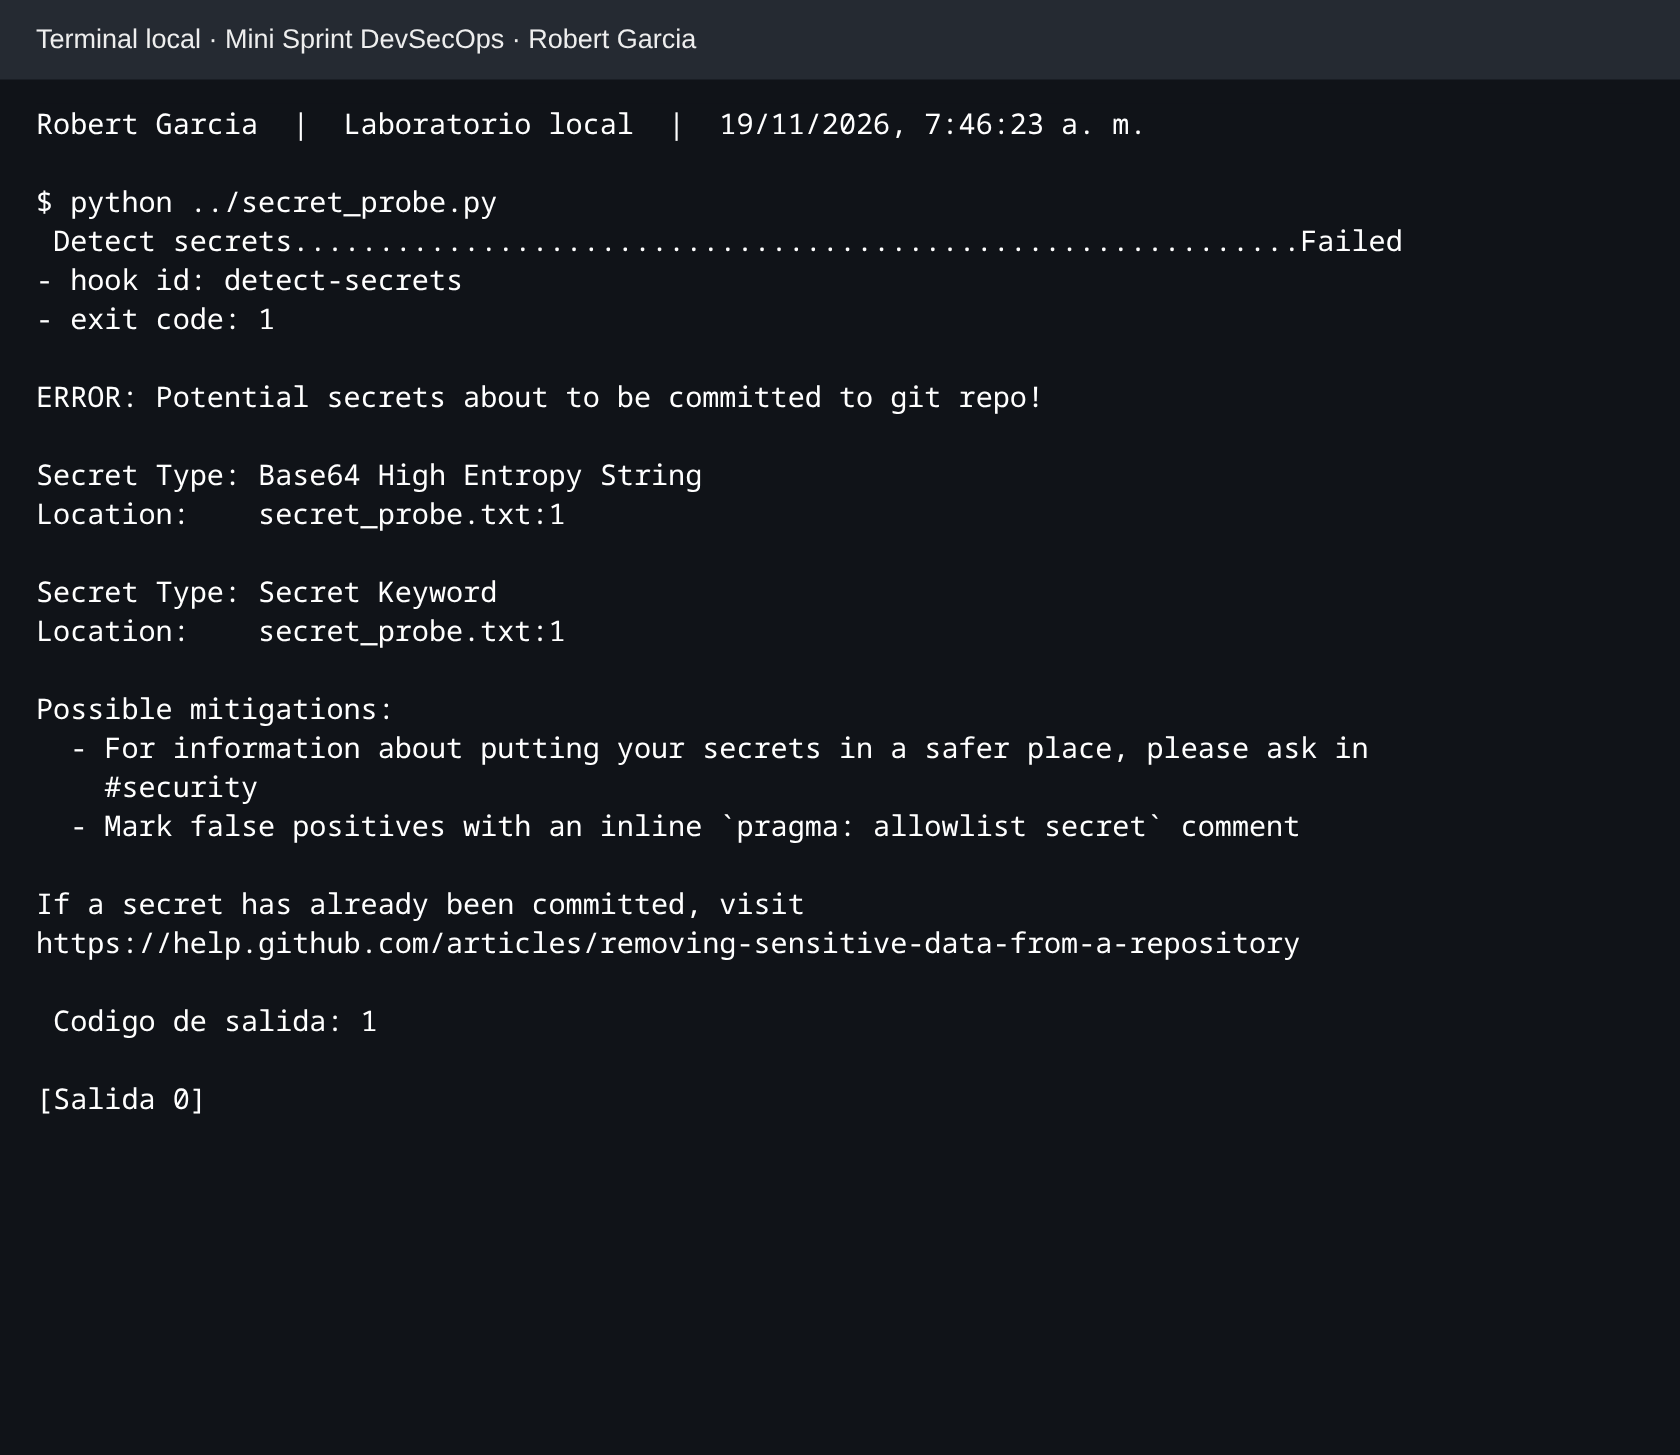 Terminal local · Mini Sprint DevSecOps · Robert Garcia
Robert Garcia  |  Laboratorio local  |  19/11/2026, 7:46:23 a. m.
$ python ../secret_probe.py
 Detect secrets...........................................................Failed
- hook id: detect-secrets
- exit code: 1
ERROR: Potential secrets about to be committed to git repo!
Secret Type: Base64 High Entropy String
Location:    secret_probe.txt:1
Secret Type: Secret Keyword
Location:    secret_probe.txt:1
Possible mitigations:
  - For information about putting your secrets in a safer place, please ask in
    #security
  - Mark false positives with an inline `pragma: allowlist secret` comment
If a secret has already been committed, visit
https://help.github.com/articles/removing-sensitive-data-from-a-repository
 Codigo de salida: 1
[Salida 0]